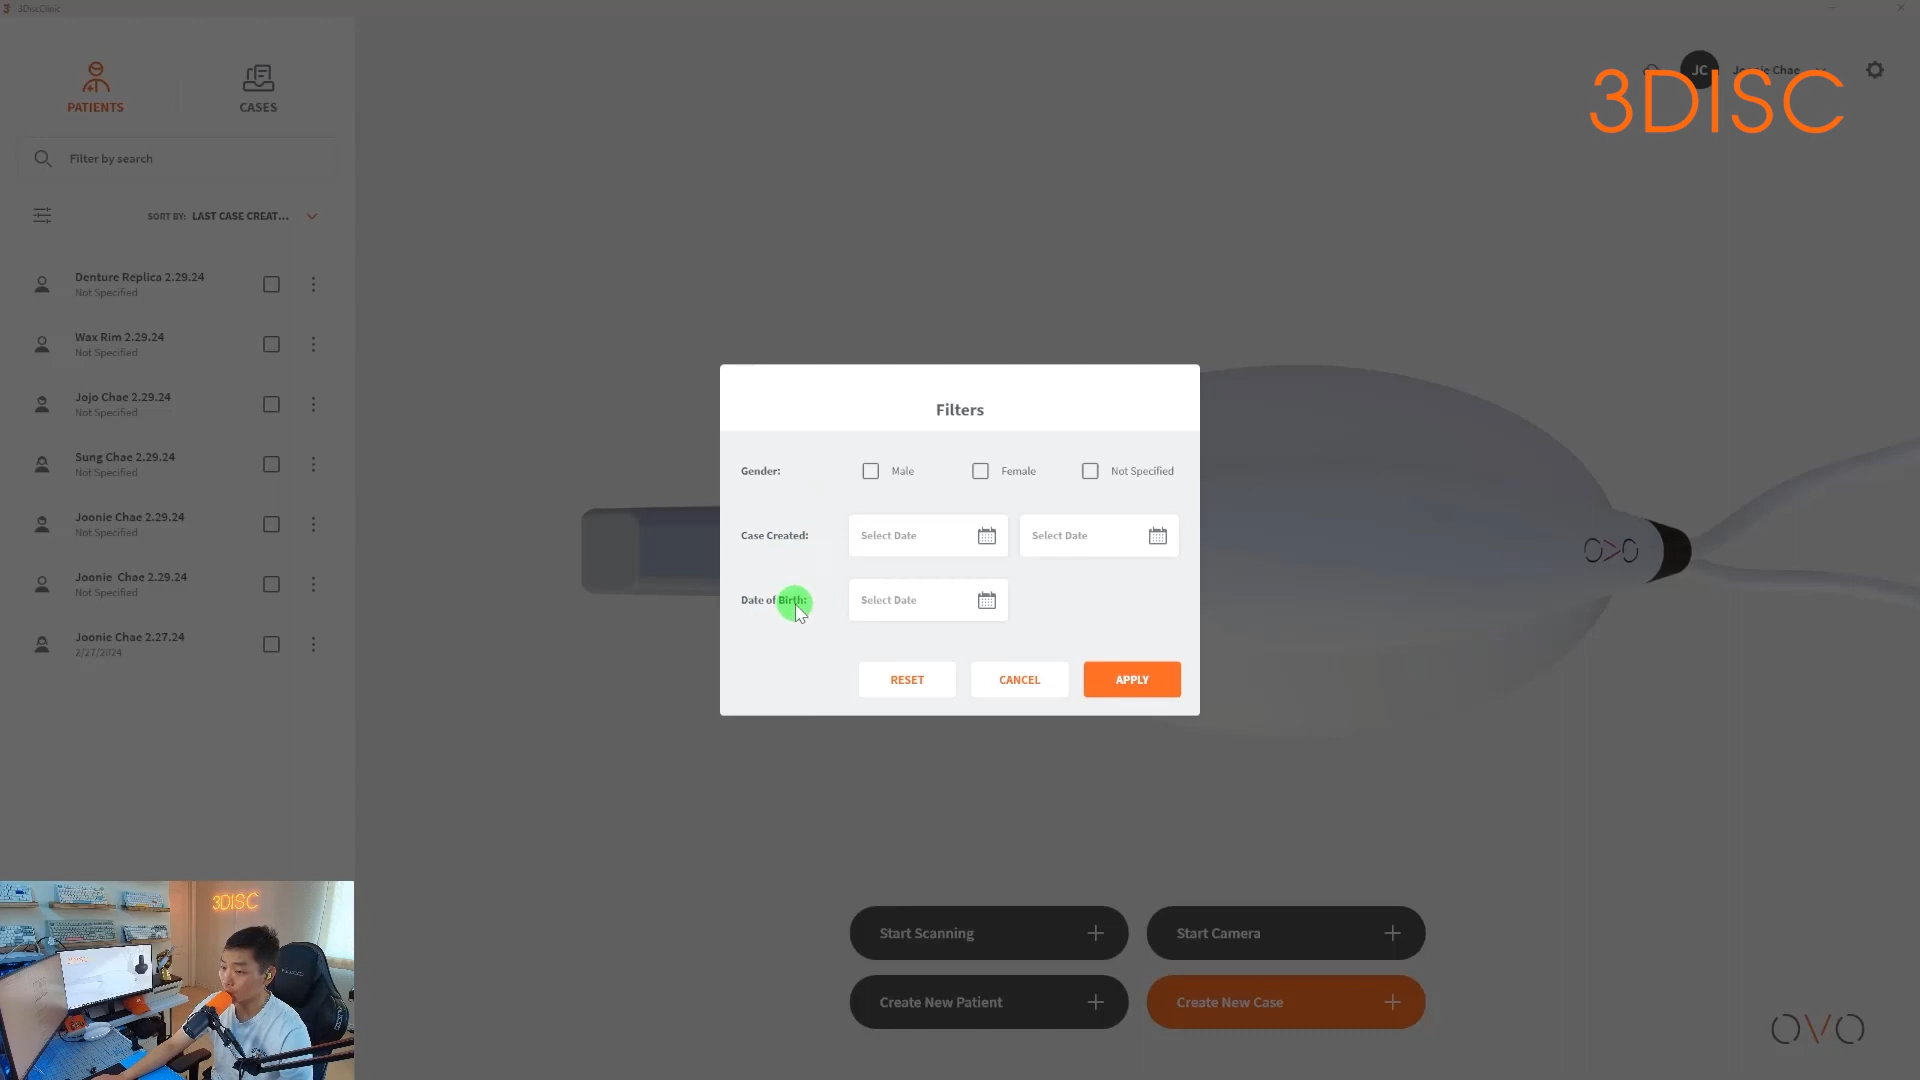 3DiscClinic
PATIENTS
CASES
Filter by search
SORT BY: LAST CASE CREAT...
Denture Replica 2.29.24
Not Specified
Wax Rim 2.29.24
Not Specified
Jojo Chae 2.29.24
Not Specified
Sung Chae 2.29.24
Not Specified
Joonie Chae 2.29.24
Not Specified
Joonie Chae 2.29.24
Not Specified
Joonie Chae 2.27.24
2/27/2024
JC
Joonie Chae
3DISC
Filters
Gender:
Male
Female
Not Specified
Case Created:
Select Date
Select Date
Date of Birth:
Select Date
RESET
CANCEL
APPLY
O>O
Start Scanning
Start Camera
Create New Patient
Create New Case
OVO
3DISC